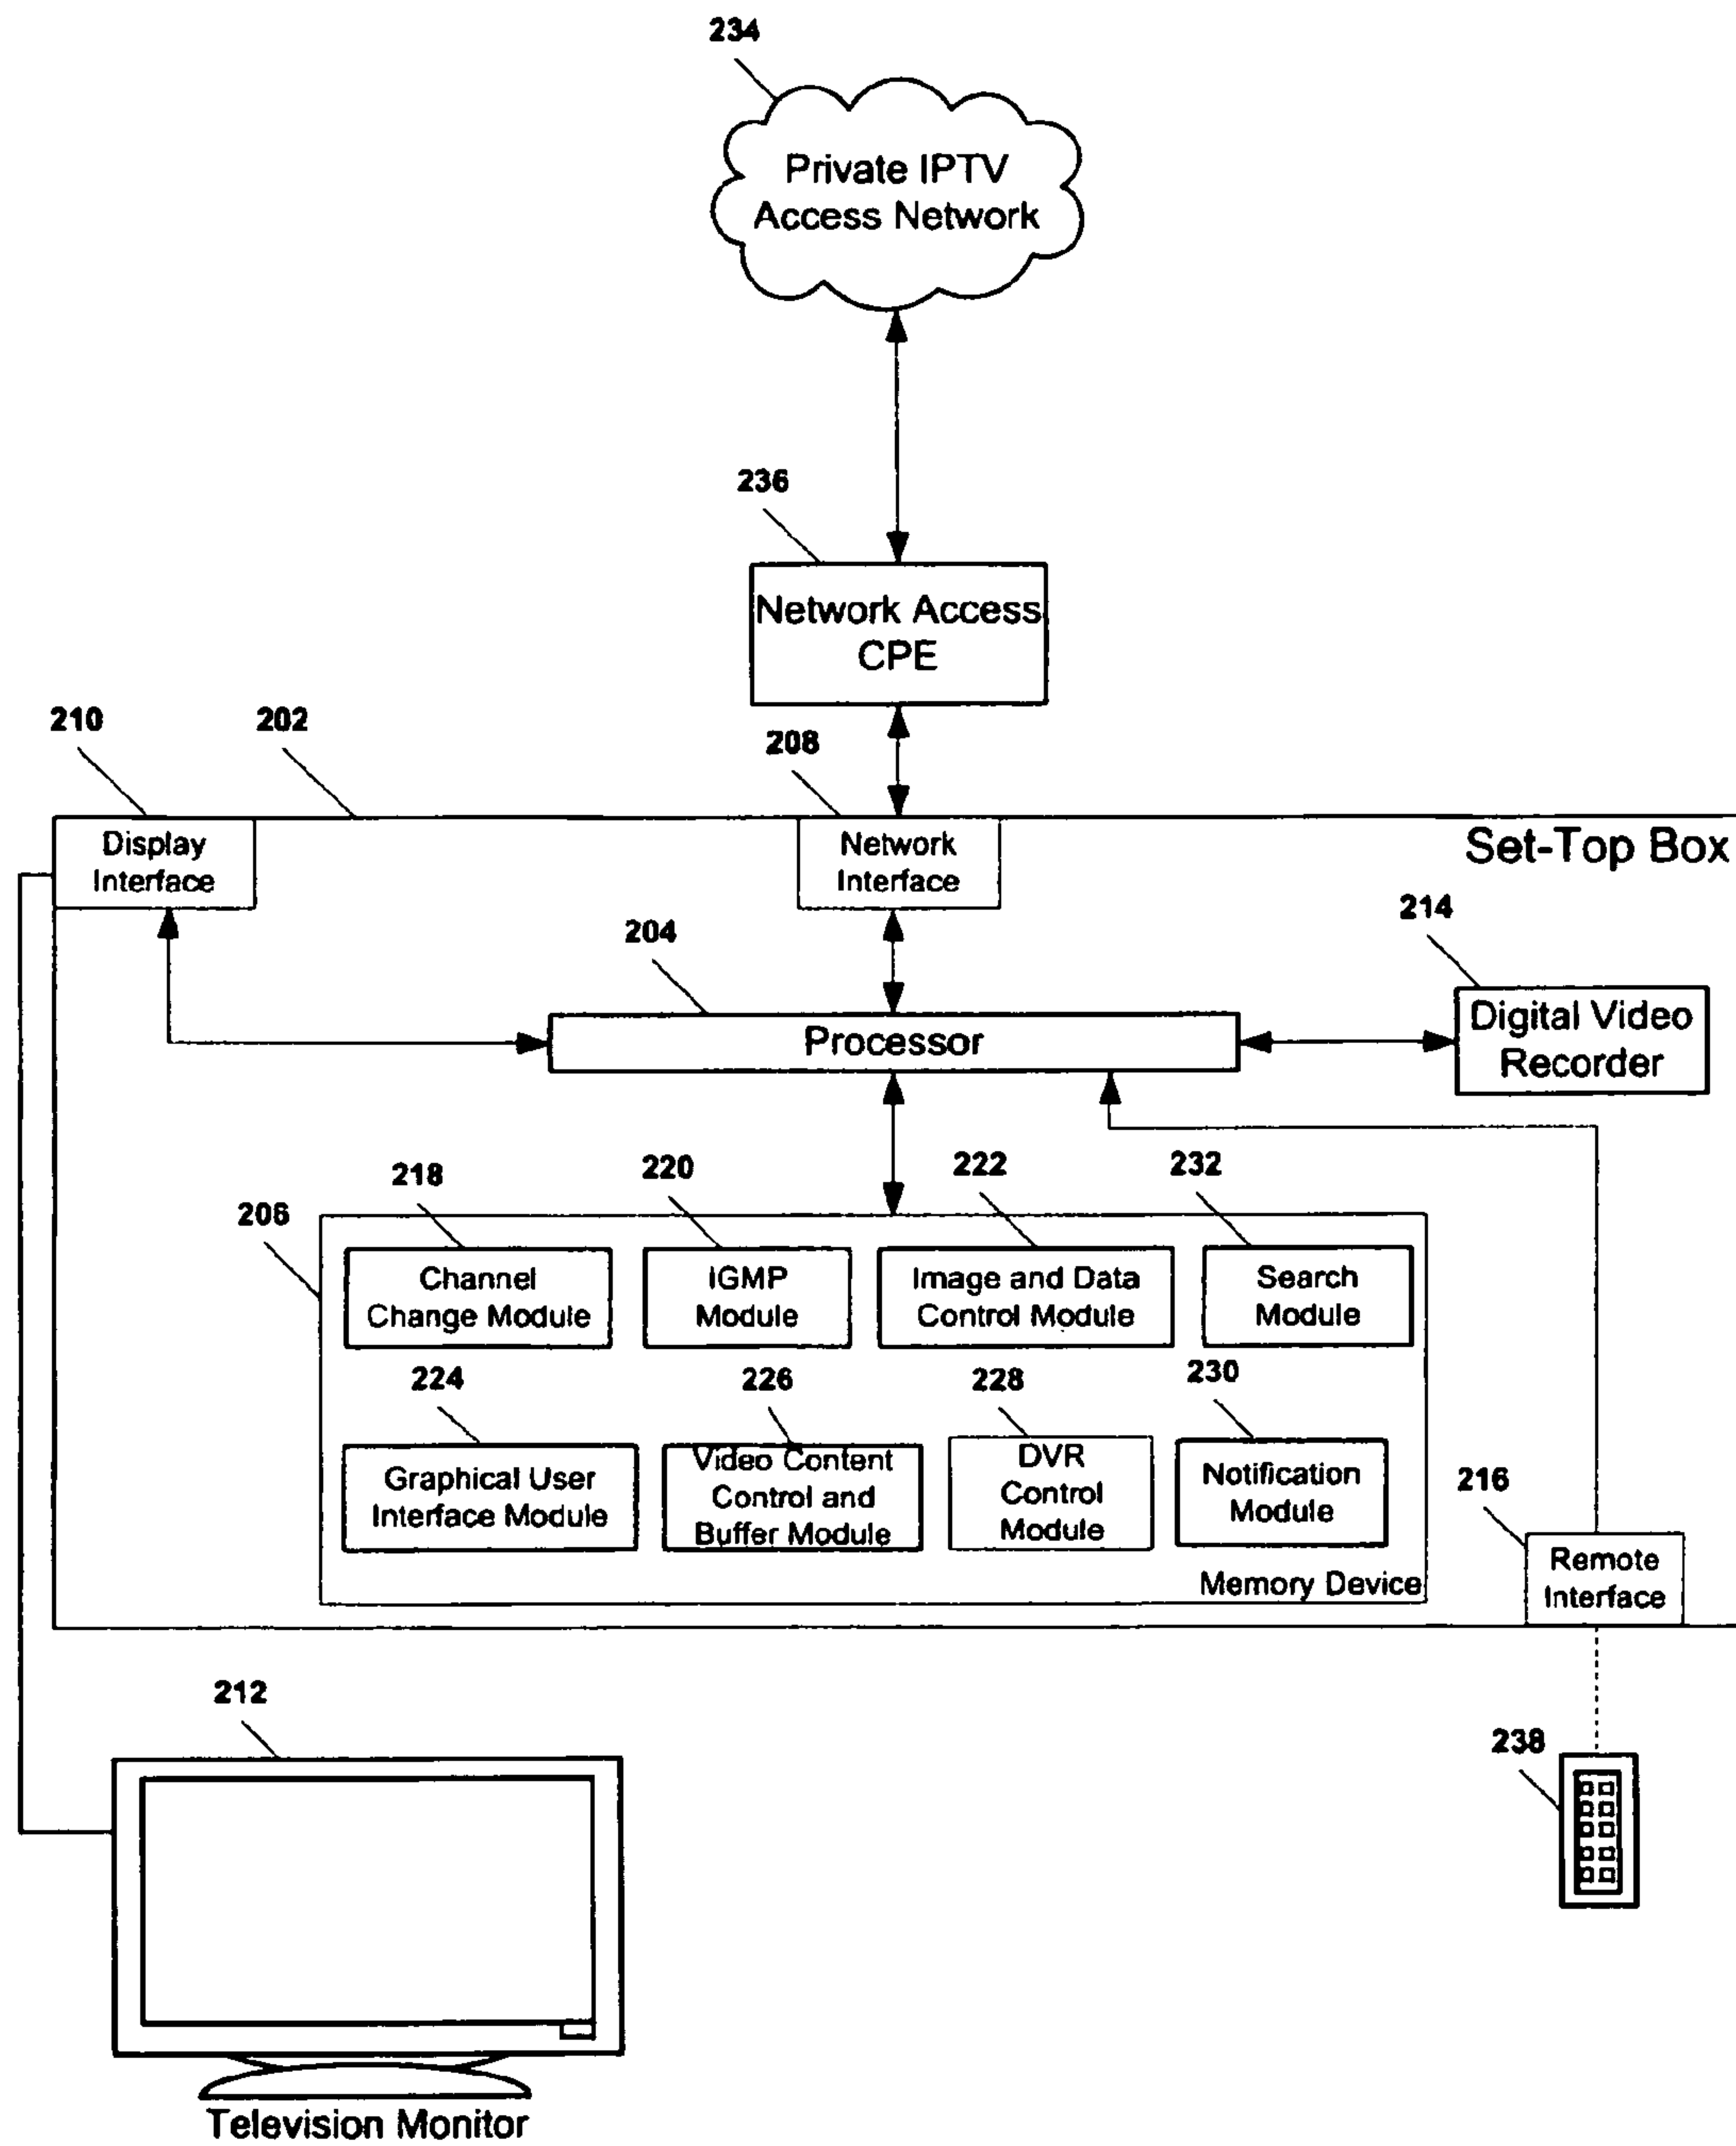 234
Private IPTV
Access Network
236
Network Access
CPE
210
202
208
Display
Interface
Network
Interface
Set-Top Box
204
214
Processor
Digital Video
Recorder
206
218
220
222
232
Channel
Change Module
IGMP
Module
Image and Data
Control Module
Search
Module
224
226
228
230
Graphical User
Interface Module
Video Content
Control and
Buffer Module
DVR
Control
Module
Notification
Module
Memory Device
216
Remote
Interface
212
238
Television Monitor